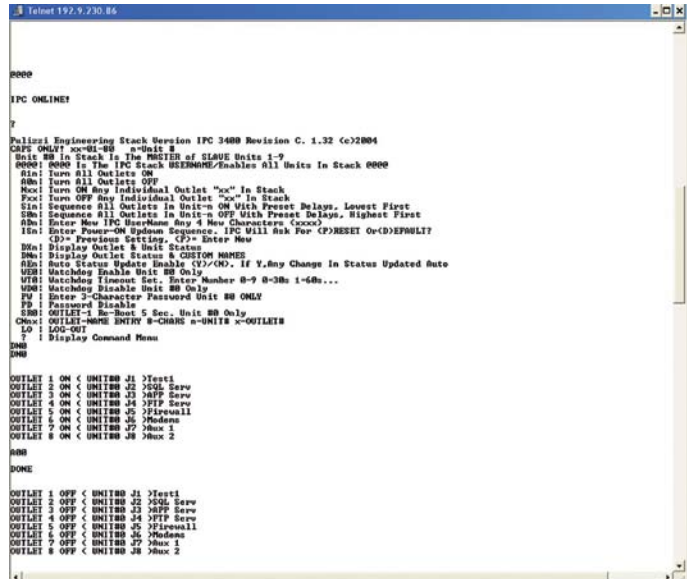 Telnet 192.9.230.86
@@@@
IPC ONLINE!
?
Pulizzi Engineering Stack Version IPC 3400 Revision C. 1.32 (c)2004
CAPS ONLY! xx=01-80 n=Unit #
Unit #0 In Stack Is The MASTER of SLAVE Units 1-9
@@@@! @@@@ Is The IPC Stack USERNAME/Enables All Units In Stack @@@@
A1n! Turn All Outlets ON
A0n! Turn All Outlets OFF
Nxx! Turn ON Any Individual Outlet "xx" In Stack
Fxx! Turn OFF Any Individual Outlet "xx" In Stack
S1n! Sequence All Outlets In Unit-n ON With Preset Delays, Lowest First
S0n! Sequence All Outlets In Unit-n OFF With Preset Delays, Highest First
ADn! Enter New IPC UserName Any 4 New Characters (xxxx)
ISn! Enter Power-ON Updown Sequence. IPC Will Ask For (P)RESET Or(D)EFAULT?
(D)= Previous Setting, (P)= Enter New
DXn! Display Outlet & Unit Status
DNn! Display Outlet Status & CUSTOM NAMES
AEn! Auto Status Update Enable (Y)/(N). If Y,Any Change In Status Updated Auto
WE0! Watchdog Enable Unit #0 Only
WT0! Watchdog Timeout Set. Enter Number 0-9 0=30s 1=60s...
WD0! Watchdog Disable Unit #0 Only
PW ! Enter 3-Character Password Unit #0 ONLY
PD ! Password Disable
SR0! OUTLET-1 Re-Boot 5 Sec. Unit #0 Only
CNnx! OUTLET-NAME ENTRY 8-CHARS n-UNIT# x-OUTLET#
LO ! LOG-OUT
? ! Display Command Menu
DN0
DN0
OUTLET 1 ON < UNIT#0 J1 >Test1
OUTLET 2 ON < UNIT#0 J2 >SQL Serv
OUTLET 3 ON < UNIT#0 J3 >APP Serv
OUTLET 4 ON < UNIT#0 J4 >FTP Serv
OUTLET 5 ON < UNIT#0 J5 >Firewall
OUTLET 6 ON < UNIT#0 J6 >Modems
OUTLET 7 ON < UNIT#0 J7 >Aux 1
OUTLET 8 ON < UNIT#0 J8 >Aux 2
A00
DONE
OUTLET 1 OFF < UNIT#0 J1 >Test1
OUTLET 2 OFF < UNIT#0 J2 >SQL Serv
OUTLET 3 OFF < UNIT#0 J3 >APP Serv
OUTLET 4 OFF < UNIT#0 J4 >FTP Serv
OUTLET 5 OFF < UNIT#0 J5 >Firewall
OUTLET 6 OFF < UNIT#0 J6 >Modems
OUTLET 7 OFF < UNIT#0 J7 >Aux 1
OUTLET 8 OFF < UNIT#0 J8 >Aux 2